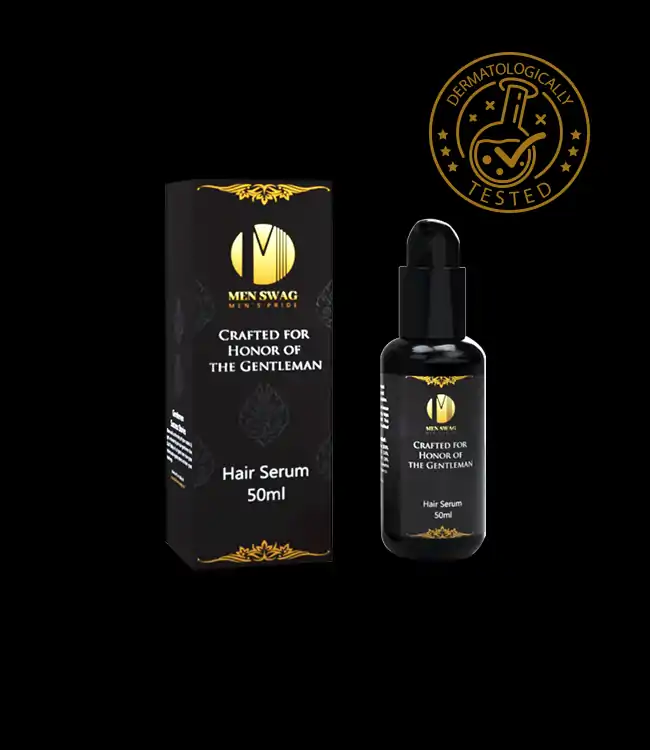 DERMATOLOGICALLY
TESTED
MEN SWAG
MEN'S PRIDE
CRAFTED FOR
HONOR OF
THE GENTLEMAN
Hair Serum
50ml
MEN SWAG
CRAFTED FOR
HONOR OF
THE GENTLEMAN
Hair Serum
50ml